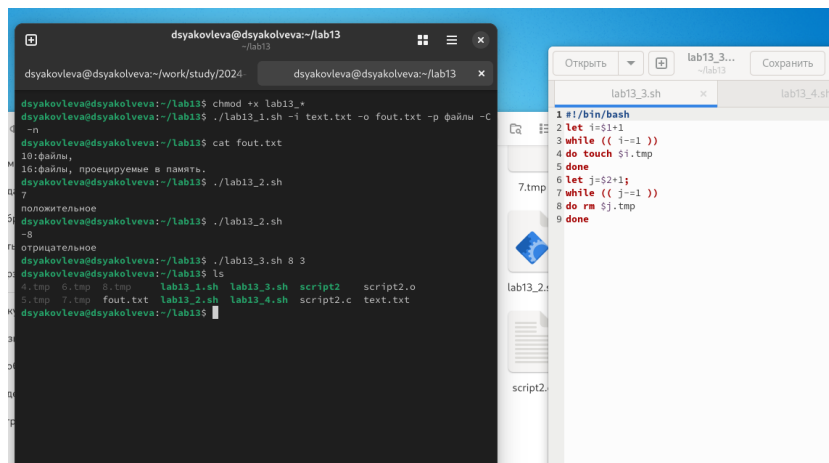 dsyakovleva@dsyakolveva:~/lab13
~/lab13
dsyakovleva@dsyakolveva:~/work/study/2024-
dsyakovleva@dsyakolveva:~/lab13
dsyakovleva@dsyakolveva:~/lab13$ chmod +x lab13_*
dsyakovleva@dsyakolveva:~/lab13$ ./lab13_1.sh -i text.txt -o fout.txt -p файлы -C
-n
dsyakovleva@dsyakolveva:~/lab13$ cat fout.txt
10:файлы,
16:файлы, проецируемые в память.
dsyakovleva@dsyakolveva:~/lab13$ ./lab13_2.sh
7
положительное
dsyakovleva@dsyakolveva:~/lab13$ ./lab13_2.sh
-8
отрицательное
dsyakovleva@dsyakolveva:~/lab13$ ./lab13_3.sh 8 3
dsyakovleva@dsyakolveva:~/lab13$ ls
4.tmp 6.tmp 8.tmp lab13_1.sh lab13_3.sh script2 script2.o
5.tmp 7.tmp fout.txt lab13_2.sh lab13_4.sh script2.c text.txt
dsyakovleva@dsyakolveva:~/lab13$
7.tmp
lab13_2.s
script2.
Открыть
lab13_3...
~/lab13
Сохранить
lab13_3.sh
lab13_4.sh
1 #!/bin/bash
2 let i=$1+1
3 while (( i-=1 ))
4 do touch $i.tmp
5 done
6 let j=$2+1;
7 while (( j-=1 ))
8 do rm $j.tmp
9 done